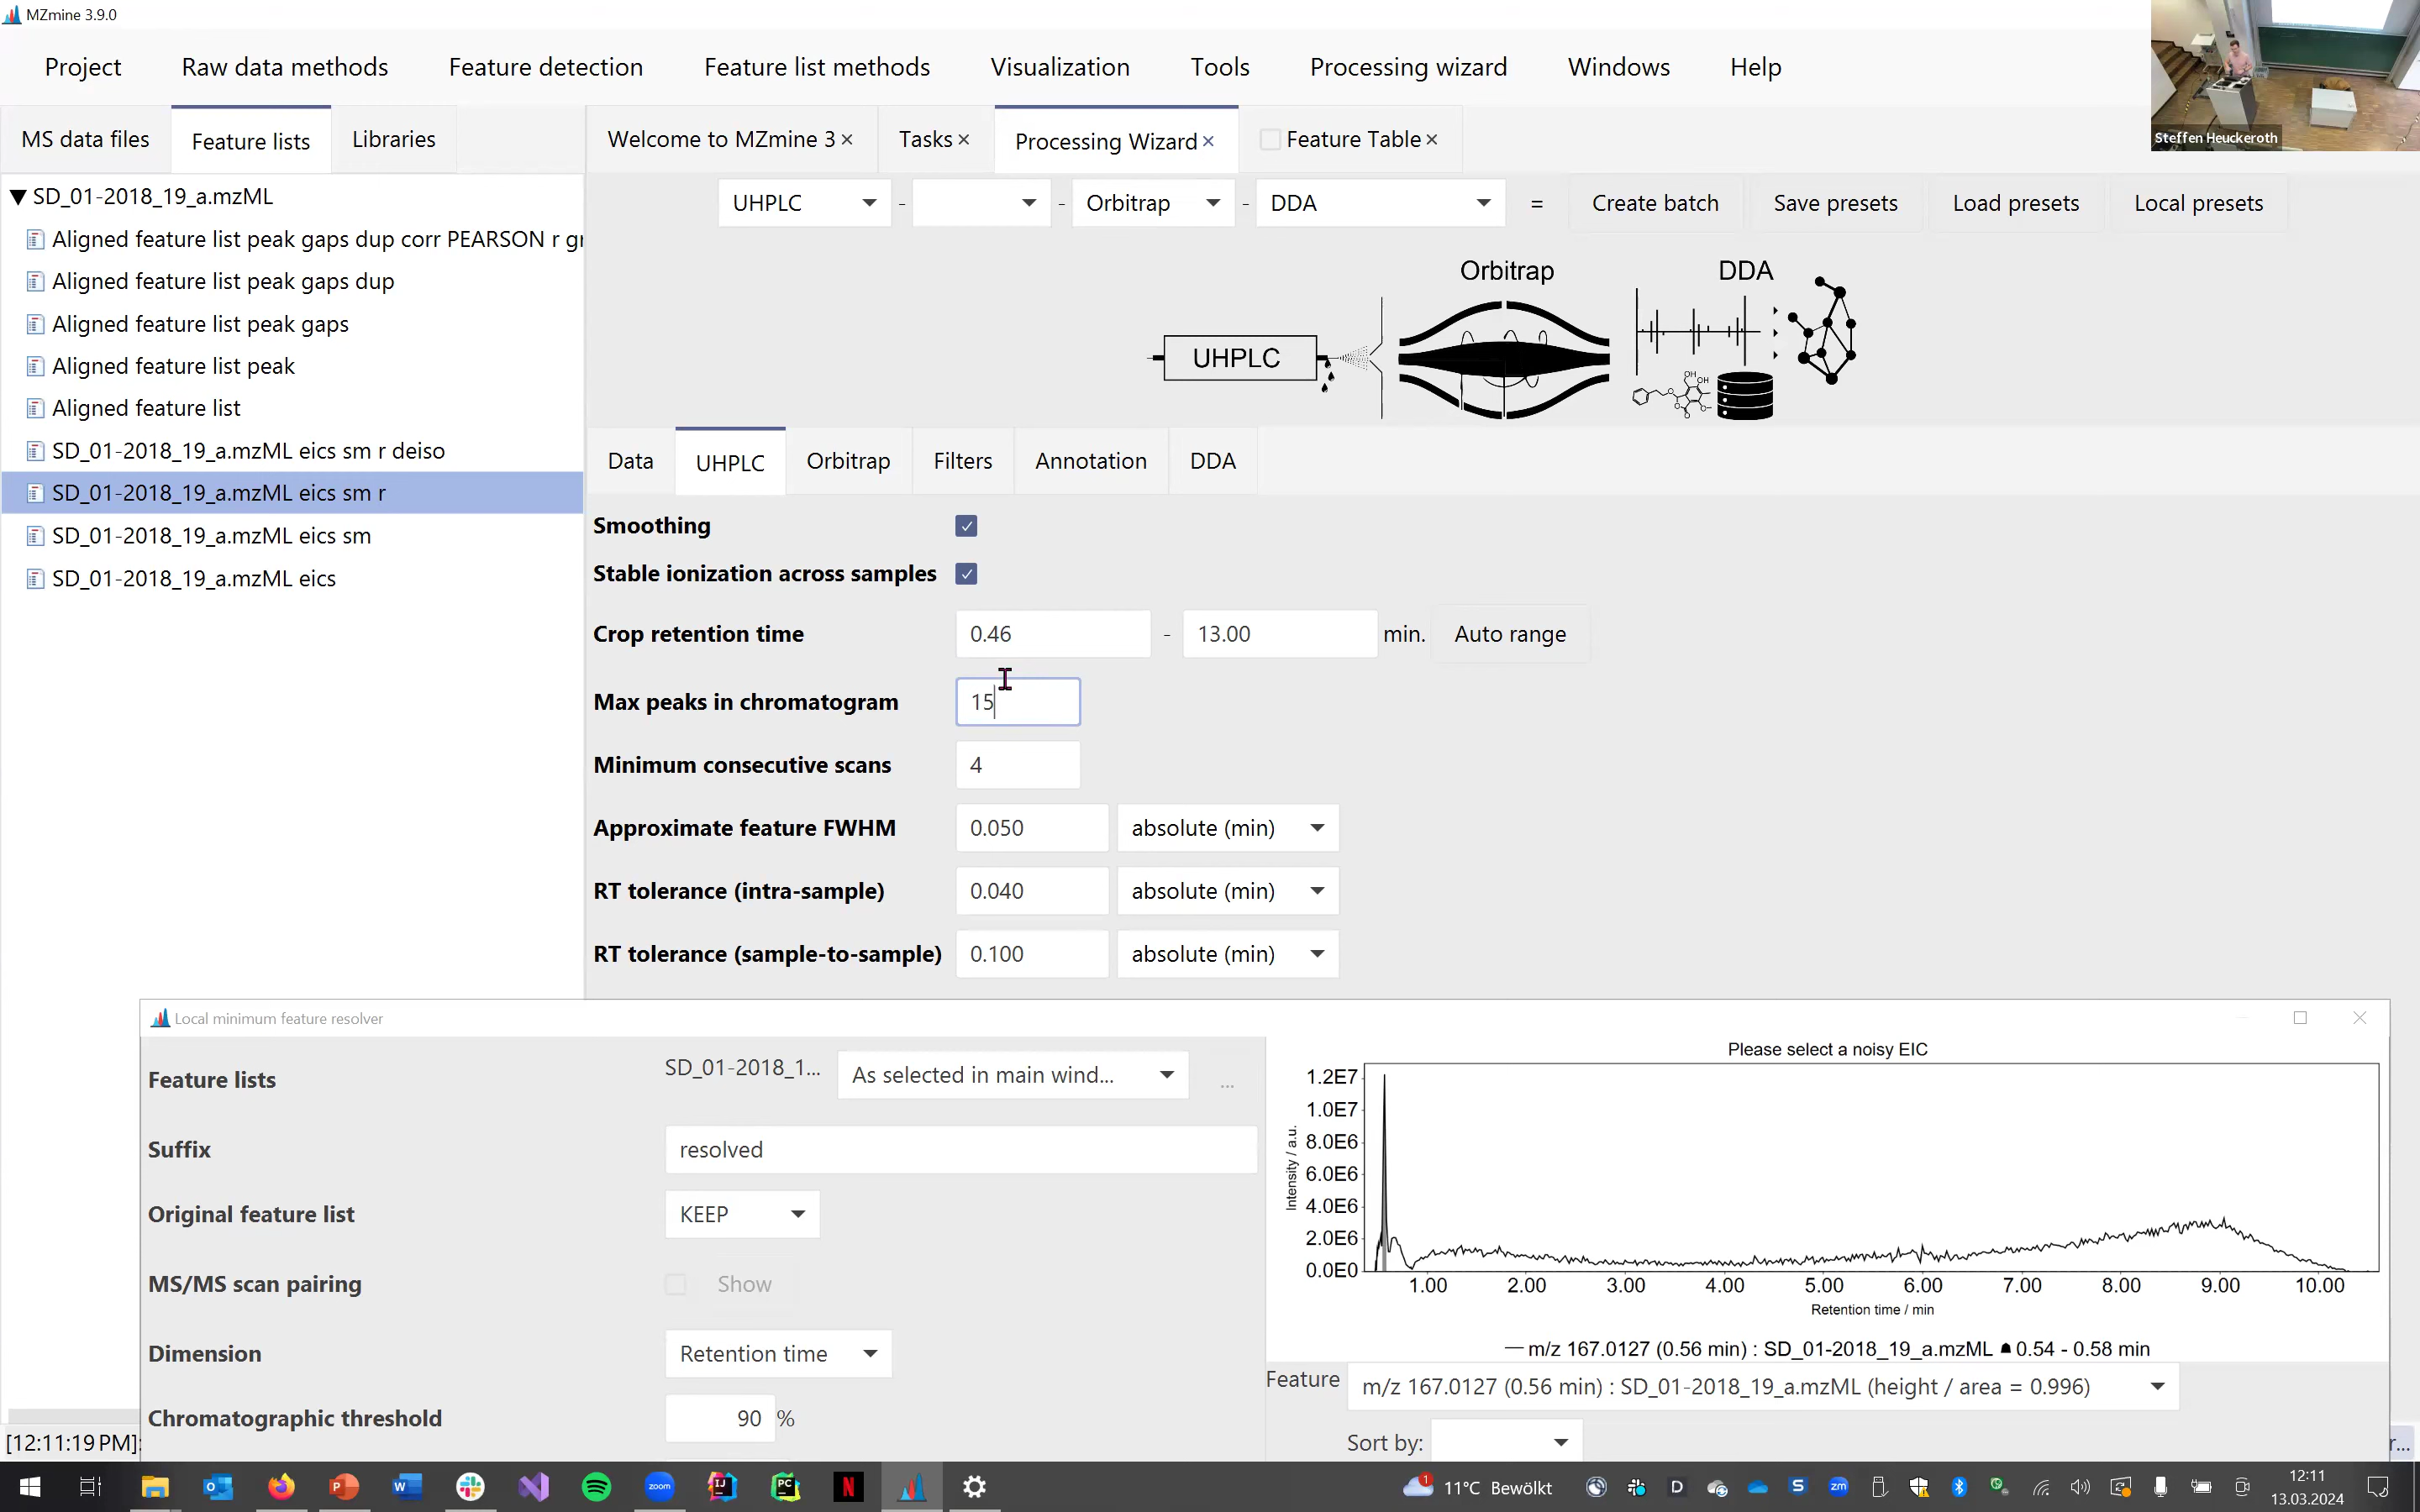 MZmine 3.9.0
Project Raw data methods Feature detection Feature list methods Visualization Tools Processing wizard Windows Help
Steffen Heuckeroth
MS data files Feature lists Libraries
Welcome to MZmine 3 × Tasks × Processing Wizard × Feature Table ×
SD_01-2018_19_a.mzML
Aligned feature list peak gaps dup corr PEARSON r gr
Aligned feature list peak gaps dup
Aligned feature list peak gaps
Aligned feature list peak
Aligned feature list
SD_01-2018_19_a.mzML eics sm r deiso
SD_01-2018_19_a.mzML eics sm r
SD_01-2018_19_a.mzML eics sm
SD_01-2018_19_a.mzML eics
UHPLC - - Orbitrap - DDA = Create batch Save presets Load presets Local presets
Orbitrap DDA
UHPLC
OH
OH
Data UHPLC Orbitrap Filters Annotation DDA
Smoothing
Stable ionization across samples
Crop retention time 0.46 - 13.00 min. Auto range
Max peaks in chromatogram 15
Minimum consecutive scans 4
Approximate feature FWHM 0.050 absolute (min)
RT tolerance (intra-sample) 0.040 absolute (min)
RT tolerance (sample-to-sample) 0.100 absolute (min)
Local minimum feature resolver
Feature lists SD_01-2018_1... As selected in main wind... ...
Suffix resolved
Original feature list KEEP
MS/MS scan pairing Show
Dimension Retention time
Chromatographic threshold 90 %
Please select a noisy EIC
Intensity / a.u.
1.2E7
1.0E7
8.0E6
6.0E6
4.0E6
2.0E6
0.0E0
1.00 2.00 3.00 4.00 5.00 6.00 7.00 8.00 9.00 10.00
Retention time / min
m/z 167.0127 (0.56 min) : SD_01-2018_19_a.mzML 0.54 - 0.58 min
Feature m/z 167.0127 (0.56 min) : SD_01-2018_19_a.mzML (height / area = 0.996)
Sort by:
[12:11:19 PM]: r...
zoom IJ PC N 1 11°C Bewölkt D S zm 12:11
13.03.2024